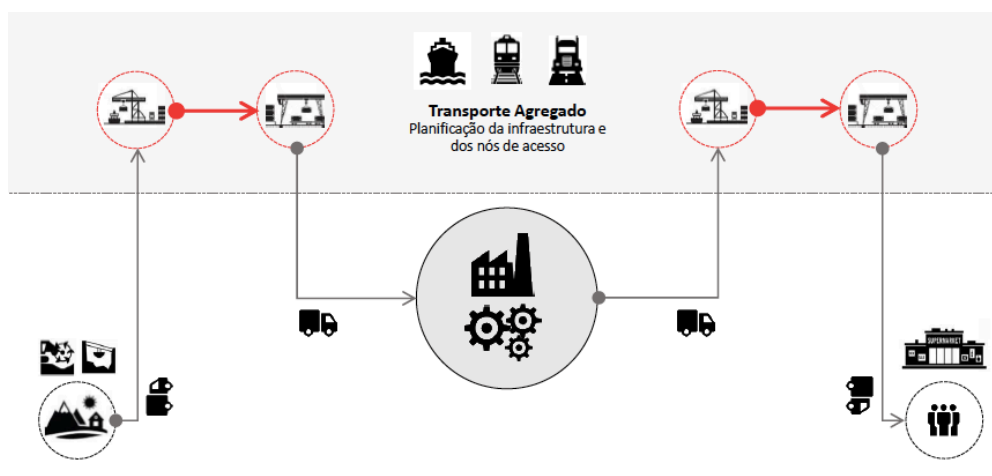 Transporte Agregado
Planificação da infraestrutura e
dos nós de acesso
SUPERMARKET